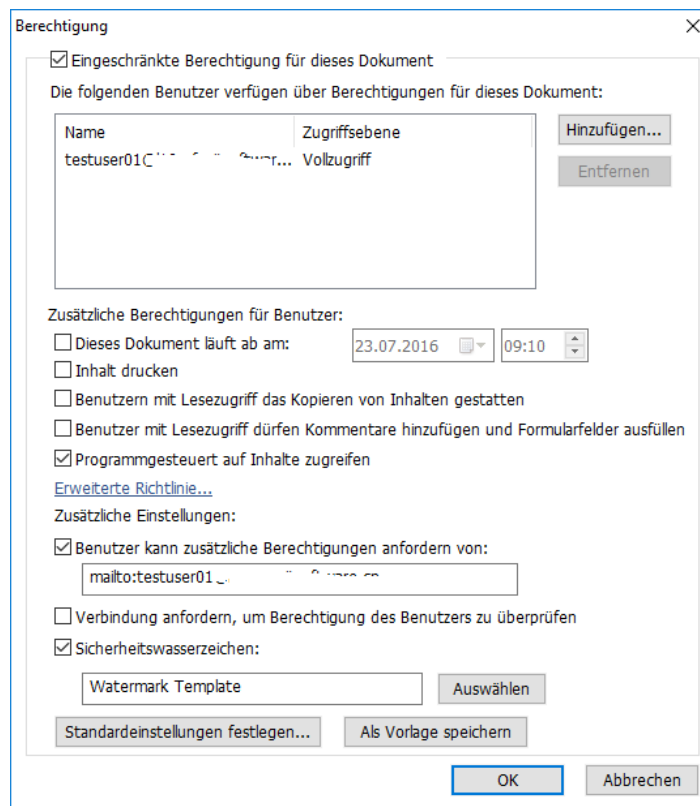 Berechtigung
Eingeschränkte Berechtigung für dieses Dokument
Die folgenden Benutzer verfügen über Berechtigungen für dieses Dokument:
Name Zugriffsebene
testuser01 Vollzugriff
Hinzufügen...
Entfernen
Zusätzliche Berechtigungen für Benutzer:
Dieses Dokument läuft ab am: 23.07.2016 09:10
Inhalt drucken
Benutzern mit Lesezugriff das Kopieren von Inhalten gestatten
Benutzer mit Lesezugriff dürfen Kommentare hinzufügen und Formularfelder ausfüllen
Programmgesteuert auf Inhalte zugreifen
Erweiterte Richtlinie...
Zusätzliche Einstellungen:
Benutzer kann zusätzliche Berechtigungen anfordern von:
mailto:testuser01
Verbindung anfordern, um Berechtigung des Benutzers zu überprüfen
Sicherheitswasserzeichen:
Watermark Template Auswählen
Standardeinstellungen festlegen... Als Vorlage speichern
OK Abbrechen